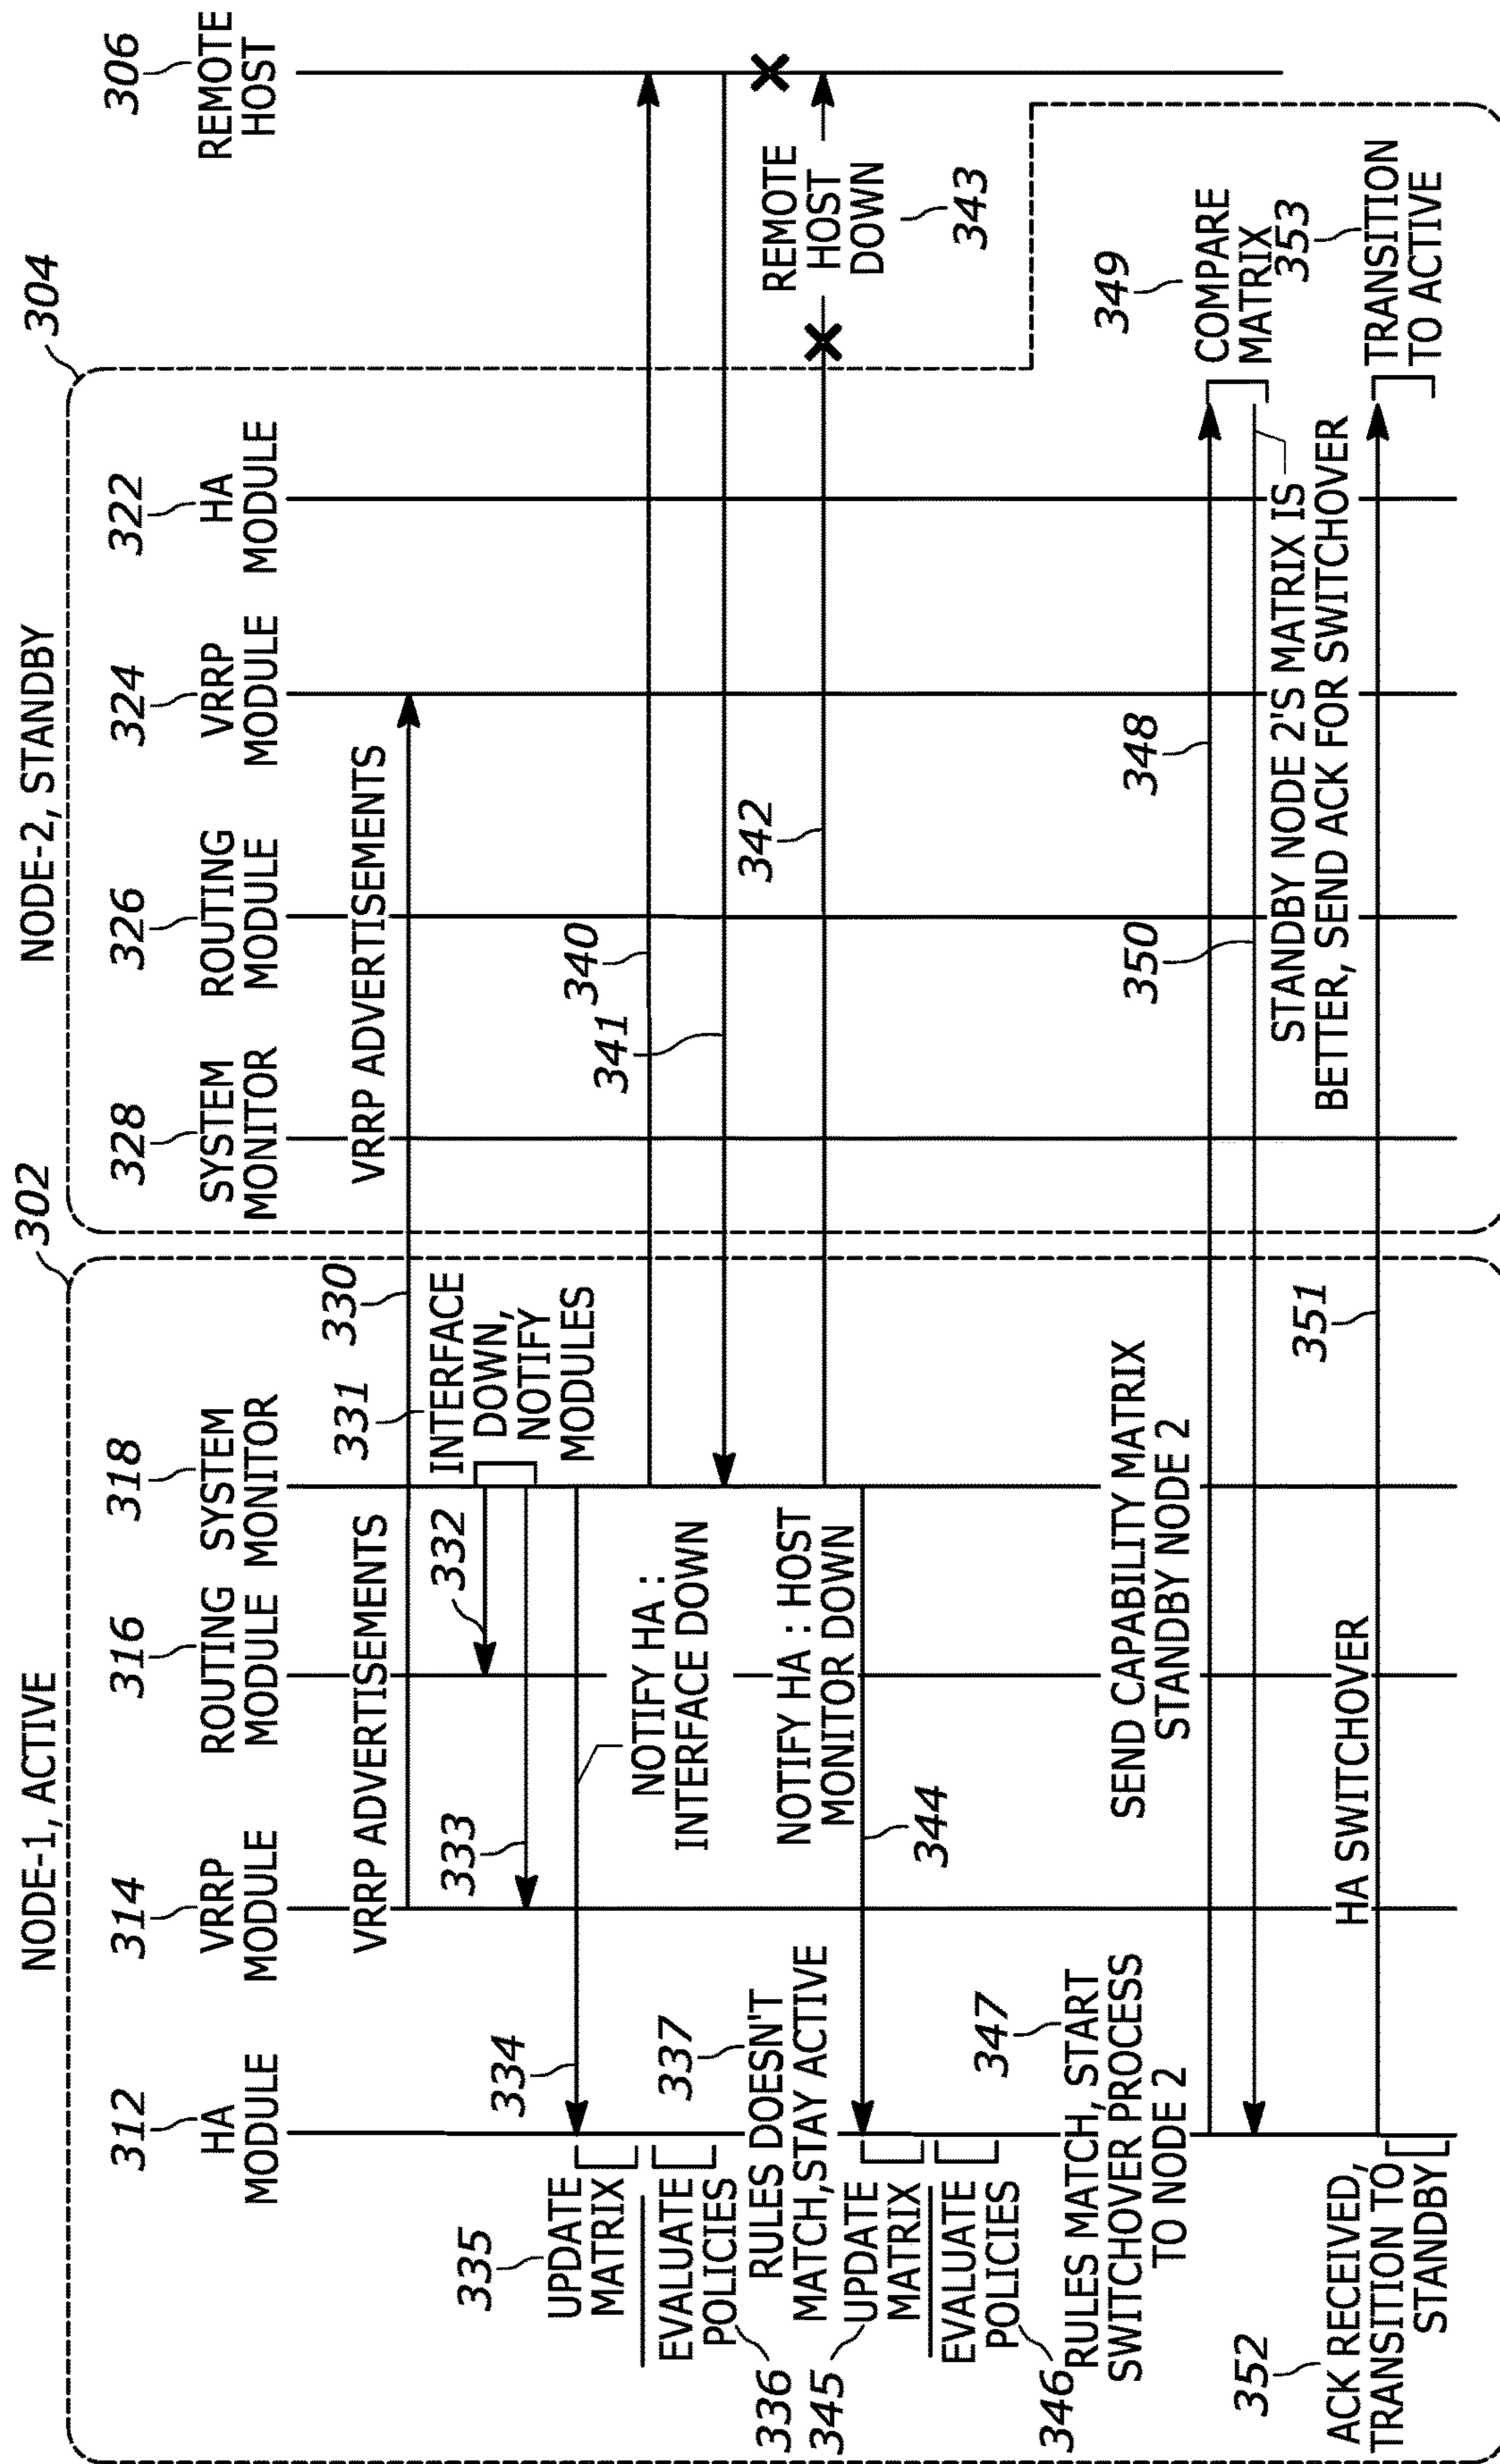 NODE-1, ACTIVE
302
NODE-2, STANDBY
304
312
HA
MODULE
314
VRRP
MODULE
316
ROUTING
MODULE
318
SYSTEM
MONITOR
328
SYSTEM
MONITOR
326
ROUTING
MODULE
324
VRRP
MODULE
322
HA
MODULE
306
REMOTE
HOST
VRRP ADVERTISEMENTS
330
VRRP ADVERTISEMENTS
331
INTERFACE
DOWN,
NOTIFY
MODULES
332
333
334
335
UPDATE
MATRIX
NOTIFY HA :
INTERFACE DOWN
340
341
EVALUATE
POLICIES
336
337
RULES DOESN'T
MATCH,STAY ACTIVE
342
REMOTE
HOST
DOWN
343
NOTIFY HA : HOST
MONITOR DOWN
344
345
UPDATE
MATRIX
EVALUATE
POLICIES
346
347
RULES MATCH, START
SWITCHOVER PROCESS
TO NODE 2
SEND CAPABILITY MATRIX
STANDBY NODE 2
348
349
COMPARE
MATRIX
350
STANDBY NODE 2'S MATRIX IS
BETTER, SEND ACK FOR SWITCHOVER
HA SWITCHOVER
351
352
ACK RECEIVED,
TRANSITION TO
STANDBY
353
TRANSITION
TO ACTIVE